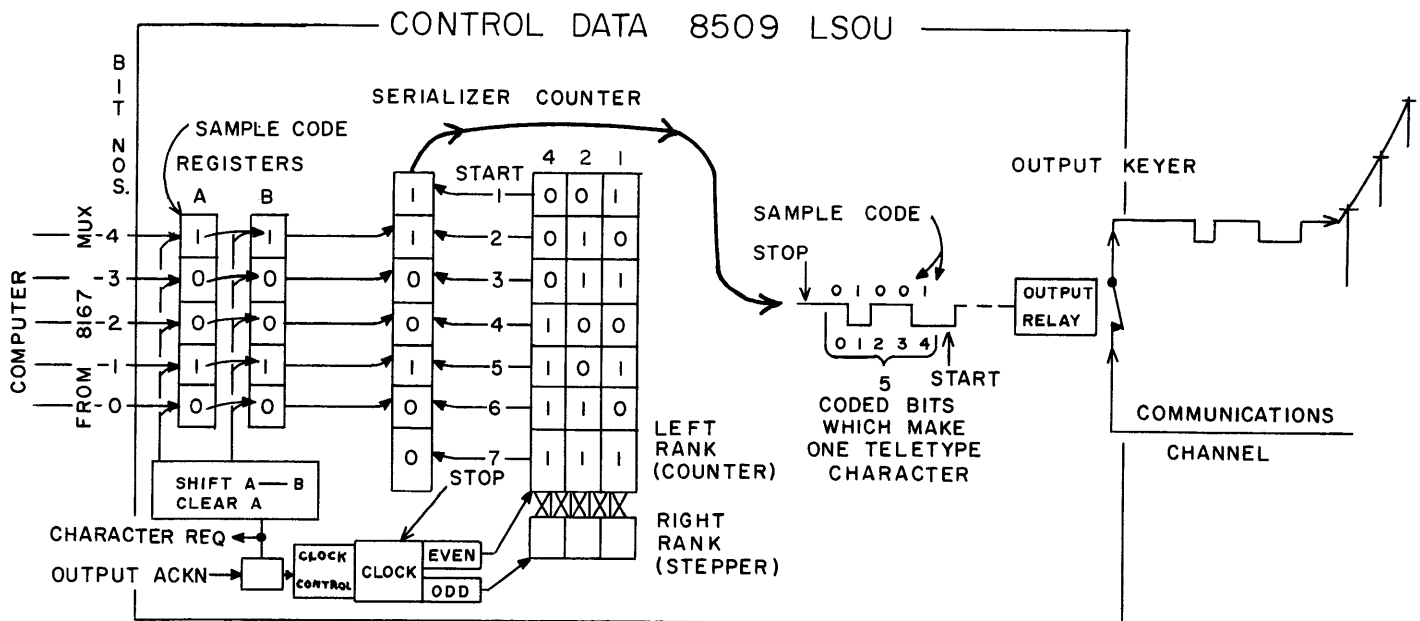 CONTROL DATA 8509 LSOU
BIT NOS.
SERIALIZER COUNTER
SAMPLE CODE
REGISTERS
A B
COMPUTER
FROM 8167 MUX
-4
-3
-2
-1
-0
1 1
0 0
0 0
1 1
0 0
SHIFT A — B
CLEAR A
CHARACTER REQ
OUTPUT ACKN
CLOCK
CONTROL
CLOCK
EVEN
ODD
STOP
START
4 2 1
1 1 0 0 1
1 2 0 1 0
0 3 0 1 1
0 4 1 0 0
1 5 1 0 1
0 6 1 1 0
0 7 1 1 1
LEFT
RANK
(COUNTER)
RIGHT
RANK
(STEPPER)
SAMPLE CODE
STOP
0 1 0 0 1
0 1 2 3 4
START
5
CODED BITS
WHICH MAKE
ONE TELETYPE
CHARACTER
OUTPUT KEYER
OUTPUT
RELAY
COMMUNICATIONS
CHANNEL